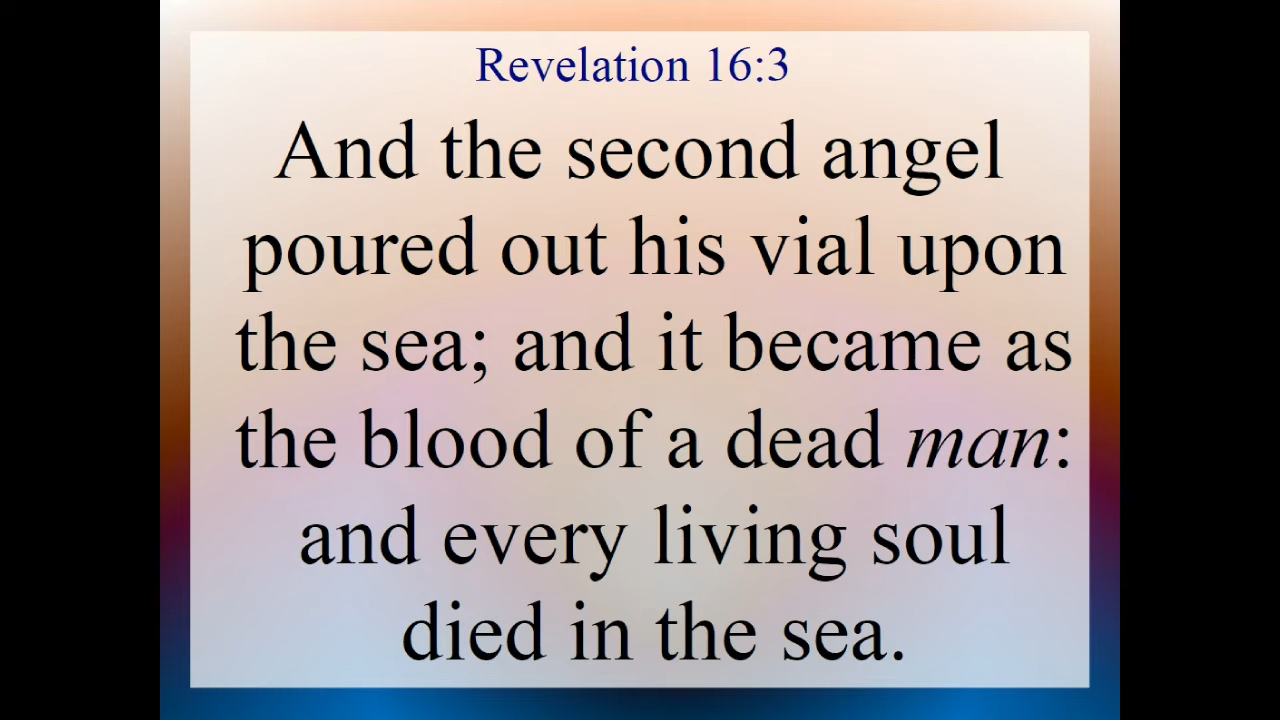 Revelation 16:3
And the second angel
poured out his vial upon
the sea; and it became as
the blood of a dead man:
and every living soul
died in the sea.